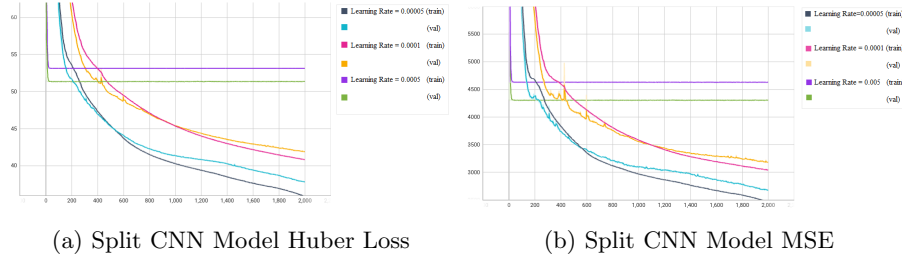 60
55
50
45
40
0 200 400 600 800 1,000 1,200 1,400 1,600 1,800 2,000
Learning Rate = 0.00005 (train)
(val)
Learning Rate = 0.0001 (train)
(val)
Learning Rate = 0.0005 (train)
(val)
6000
5500
5000
4500
4000
3500
3000
0 200 400 600 800 1,000 1,200 1,400 1,600 1,800 2,000
Learning Rate=0.00005 (train)
(val)
Learning Rate = 0.0001 (train)
(val)
Learning Rate = 0.005 (train)
(val)
(a) Split CNN Model Huber Loss
(b) Split CNN Model MSE